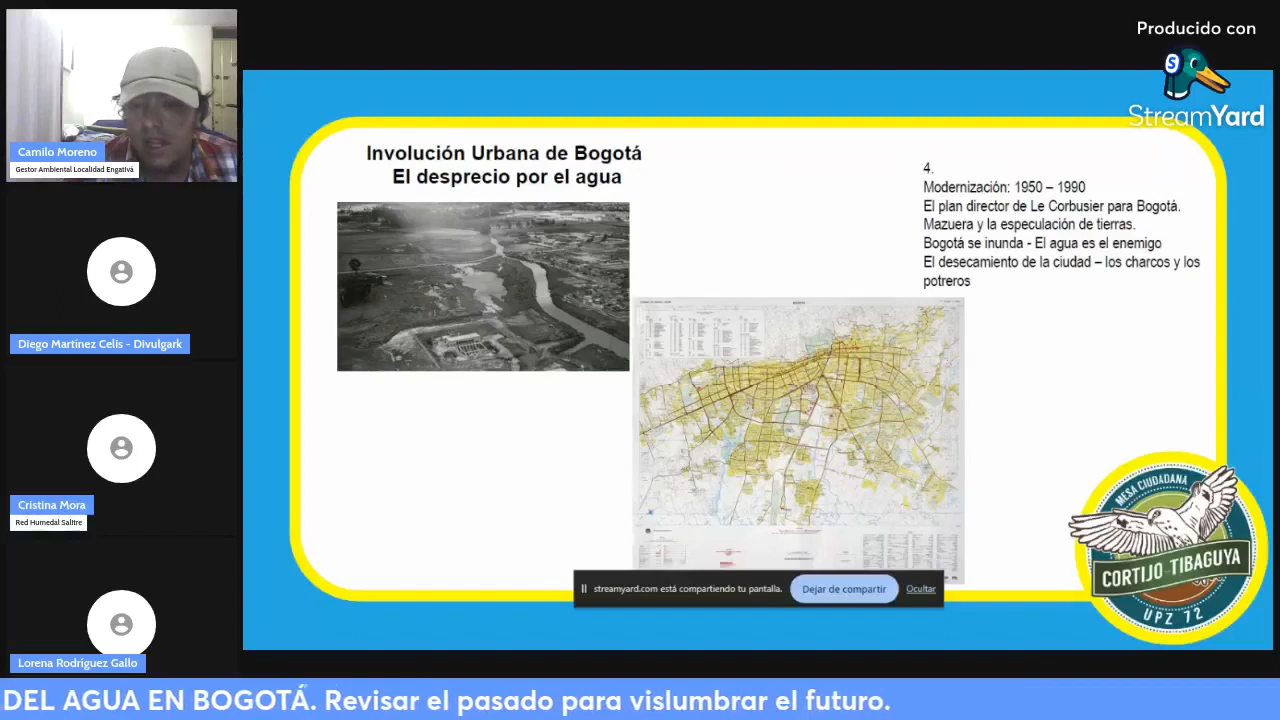 Producido con
StreamYard
Camilo Moreno
Gestor Ambiental Localidad Engativá
Diego Martínez Celis - Divulgark
Cristina Mora
Red Humedal Salitre
Lorena Rodríguez Gallo
Involución Urbana de Bogotá
El desprecio por el agua
4.
Modernización: 1950 – 1990
El plan director de Le Corbusier para Bogotá.
Mazuera y la especulación de tierras.
Bogotá se inunda - El agua es el enemigo
El desecamiento de la ciudad – los charcos y los
potreros
streamyard.com está compartiendo tu pantalla.
Dejar de compartir
Ocultar
MESA CIUDADANA
CORTIJO TIBAGUYA
UPZ 72
DEL AGUA EN BOGOTÁ. Revisar el pasado para vislumbrar el futuro.